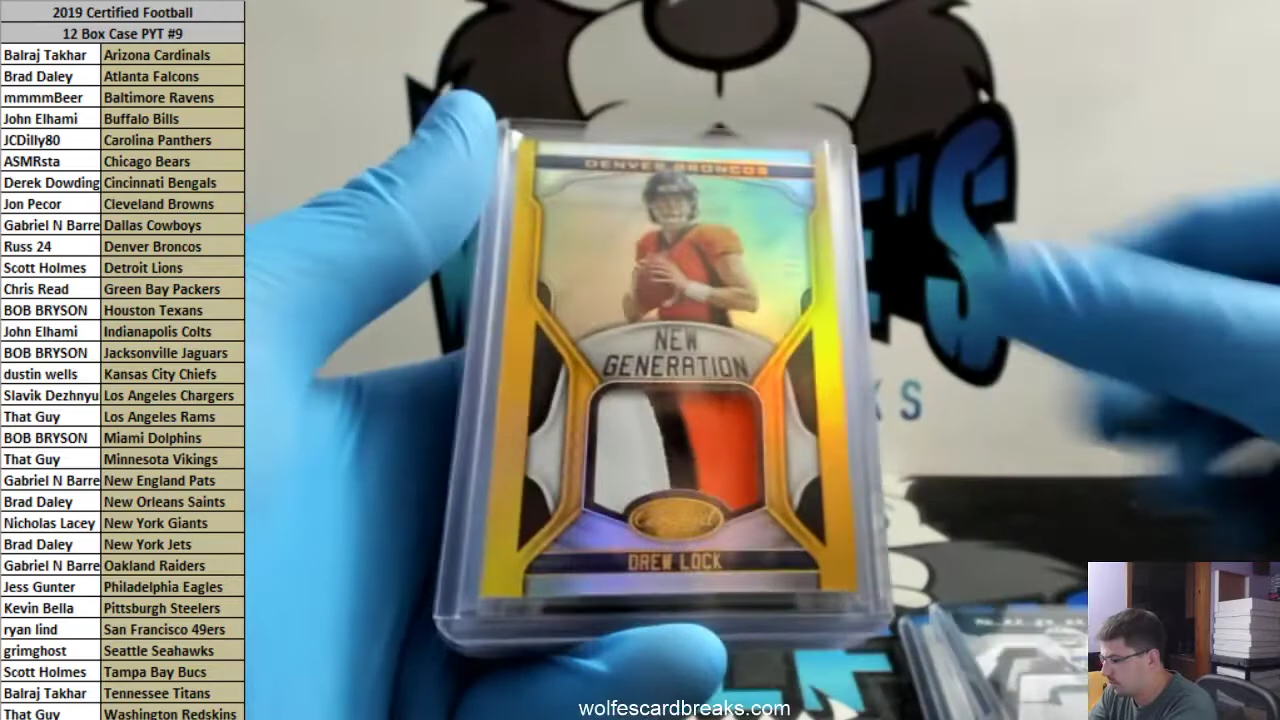 2019 Certified Football
12 Box Case PYT #9
Balraj Takhar Arizona Cardinals
Brad Daley Atlanta Falcons
mmmmBeer Baltimore Ravens
John Elhami Buffalo Bills
JCDilly80 Carolina Panthers
ASMRsta Chicago Bears
Derek Dowding Cincinnati Bengals
Jon Pecor Cleveland Browns
Gabriel N Barre Dallas Cowboys
Russ 24 Denver Broncos
Scott Holmes Detroit Lions
Chris Read Green Bay Packers
BOB BRYSON Houston Texans
John Elhami Indianapolis Colts
BOB BRYSON Jacksonville Jaguars
dustin wells Kansas City Chiefs
Slavik Dezhnyu Los Angeles Chargers
That Guy Los Angeles Rams
BOB BRYSON Miami Dolphins
That Guy Minnesota Vikings
Gabriel N Barre New England Pats
Brad Daley New Orleans Saints
Nicholas Lacey New York Giants
Brad Daley New York Jets
Gabriel N Barre Oakland Raiders
Jess Gunter Philadelphia Eagles
Kevin Bella Pittsburgh Steelers
ryan lind San Francisco 49ers
grimghost Seattle Seahawks
Scott Holmes Tampa Bay Bucs
Balraj Takhar Tennessee Titans
That Guy Washington Redskins
DENVER BRONCOS
NEW
GENERATION
Certified
DREW LOCK
wolfescardbreaks.com